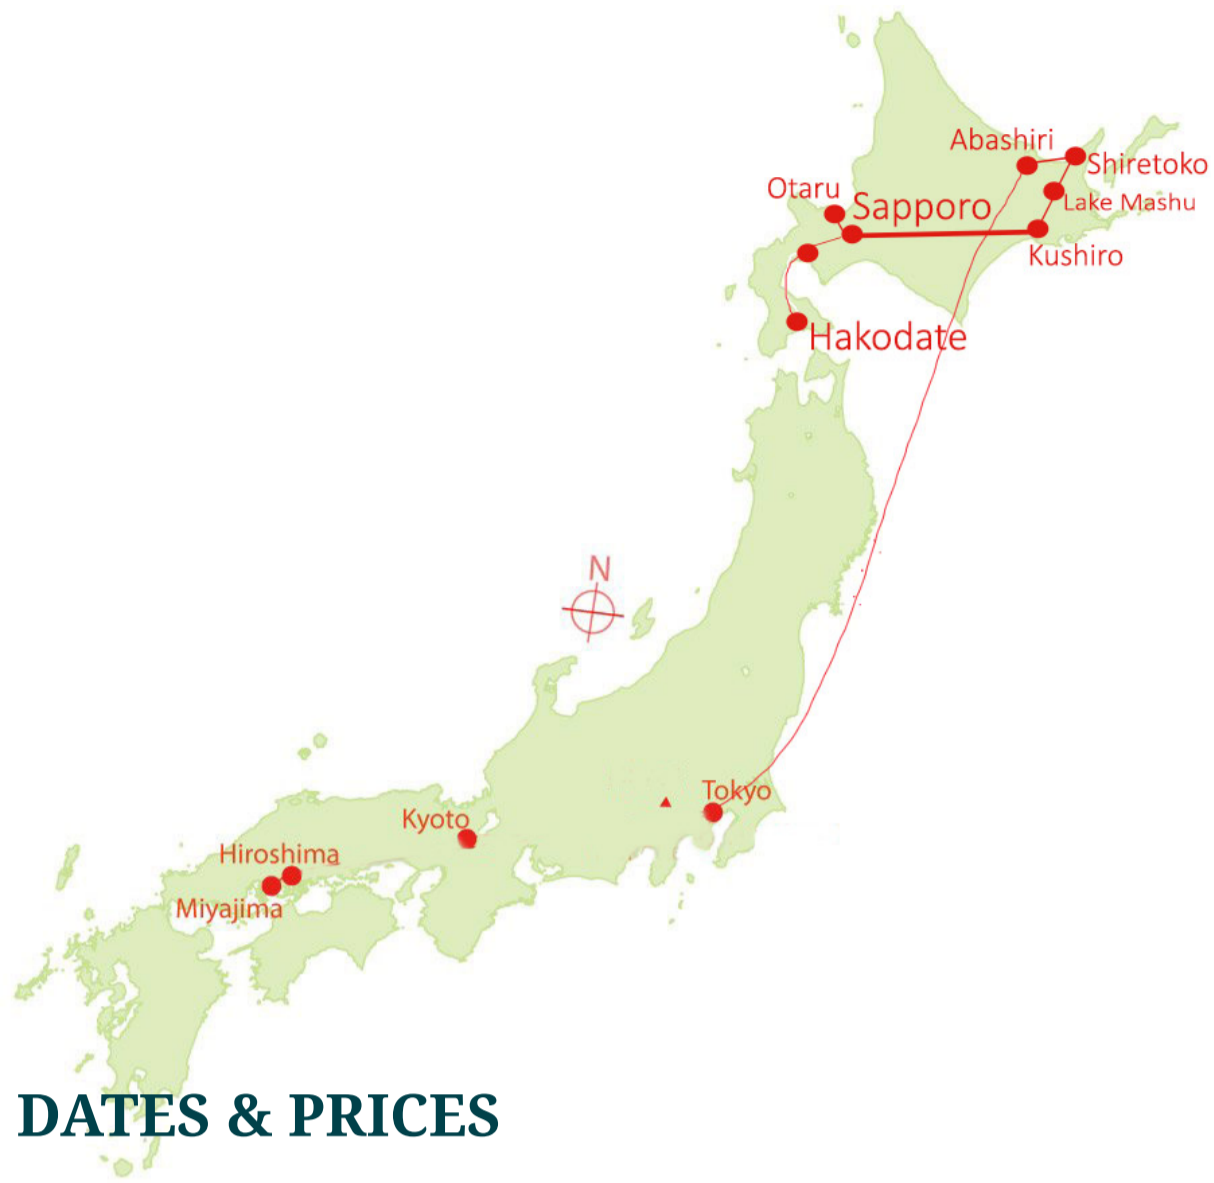 Abashiri
Shiretoko
Otaru
Sapporo
Lake Mashu
Kushiro
Hakodate
N
Tokyo
Kyoto
Hiroshima
Miyajima
DATES & PRICES